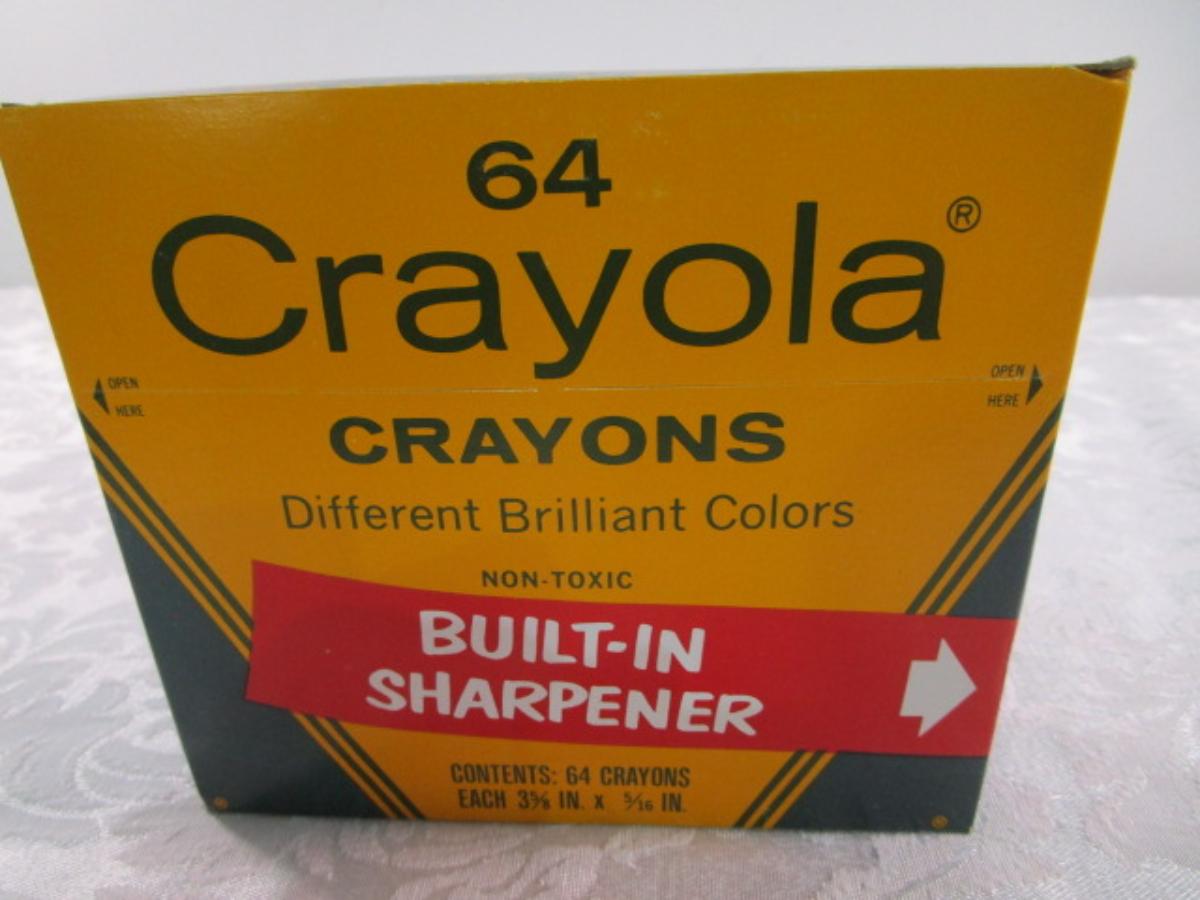 64
Crayola®
OPEN
HERE
OPEN
HERE
CRAYONS
Different Brilliant Colors
NON-TOXIC
BUILT-IN
SHARPENER
CONTENTS: 64 CRAYONS
EACH 3⅝ IN. x 5/16 IN.